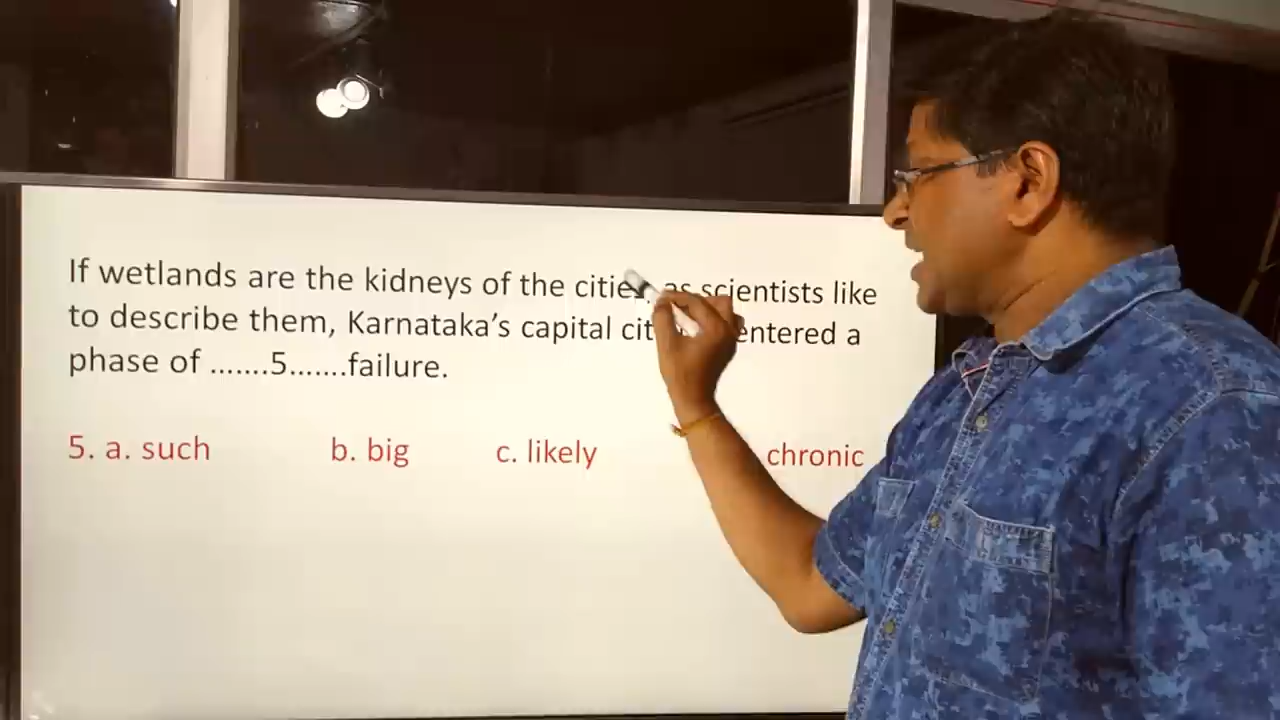 If wetlands are the kidneys of the cities as scientists like
to describe them, Karnataka's capital entered a
phase of .......5.......failure.
5. a. such b. big c. likely chronic